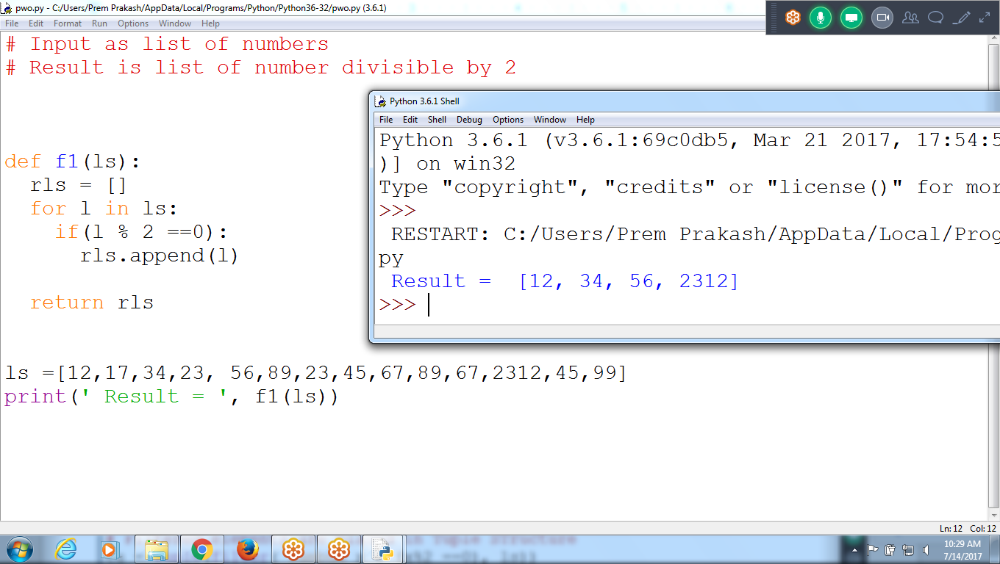 pwo.py - C:/Users/Prem Prakash/AppData/Local/Programs/Python/Python36-32/pwo.py (3.6.1)
File Edit Format Run Options Window Help
# Input as list of numbers
# Result is list of number divisible by 2
def f1(ls):
  rls = []
  for l in ls:
    if(l % 2 ==0):
      rls.append(l)
  return rls
ls =[12,17,34,23, 56,89,23,45,67,89,67,2312,45,99]
print(' Result = ', f1(ls))
Python 3.6.1 Shell
File Edit Shell Debug Options Window Help
Python 3.6.1 (v3.6.1:69c0db5, Mar 21 2017, 17:54:5
)] on win32
Type "copyright", "credits" or "license()" for mor
>>>
 RESTART: C:/Users/Prem Prakash/AppData/Local/Prog
py
 Result =  [12, 34, 56, 2312]
>>>
Ln: 12 Col: 12
10:29 AM
7/14/2017